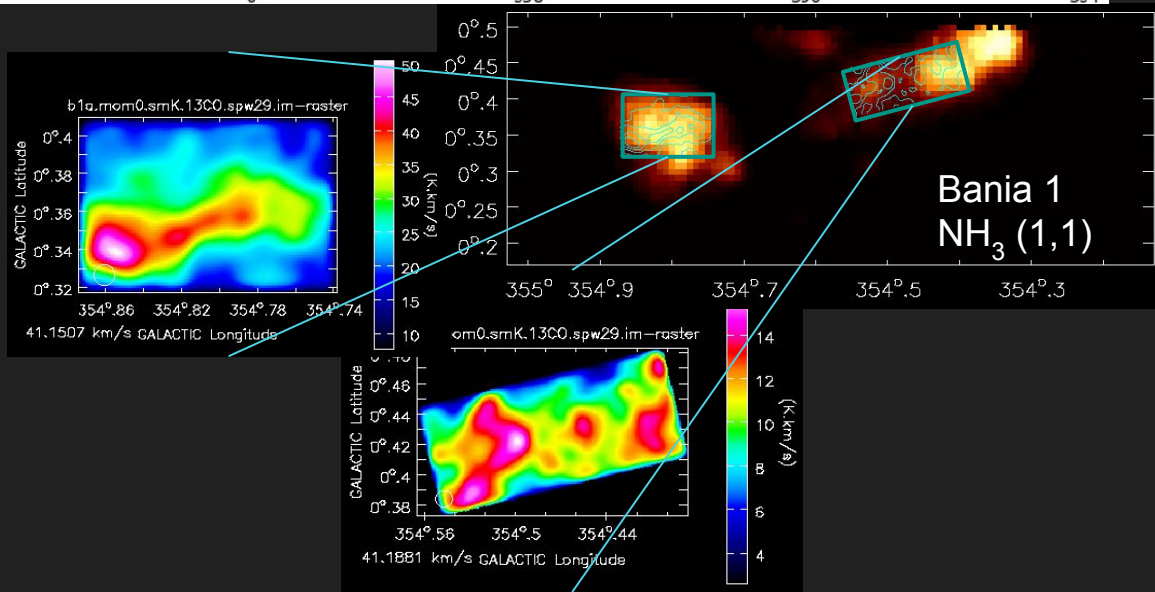 b1a.mom0.smK.13CO.spw29.im-raster
GALACTIC Latitude
0°.4
0°.38
0°.36
0°.34
0°.32
354°.86 354°.82 354°.78 354°.74
41.1507 km/s GALACTIC Longitude
50
45
40
35
30
25
20
15
10
(K.km/s)
0°.5
0°.45
0°.4
0°.35
0°.3
0°.25
0°.2
355° 354°.9 354°.7 354°.5 354°.3
Bania 1
NH₃ (1,1)
om0.smK.13CO.spw29.im-raster
GALACTIC Latitude
0°.46
0°.44
0°.42
0°.4
0°.38
354°.56 354°.5 354°.44
41.1881 km/s GALACTIC Longitude
14
12
10
8
6
4
(K.km/s)